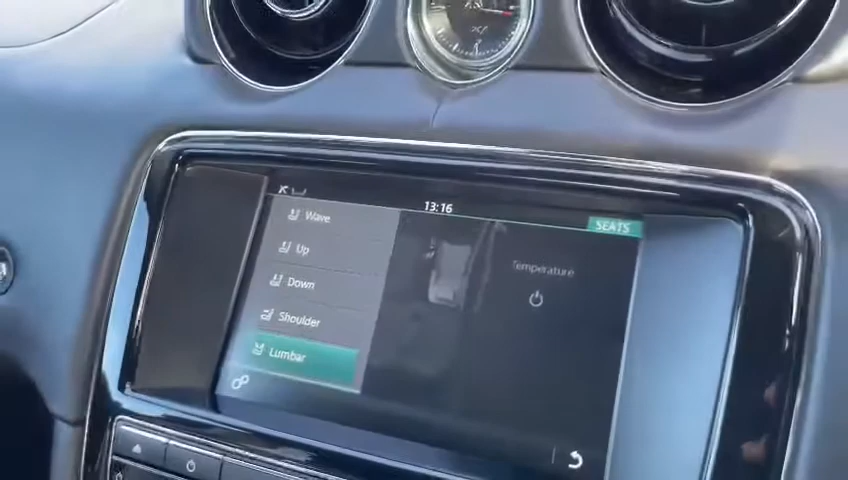 13:16
SEATS
Wave
Up
Down
Shoulder
Lumbar
Temperature